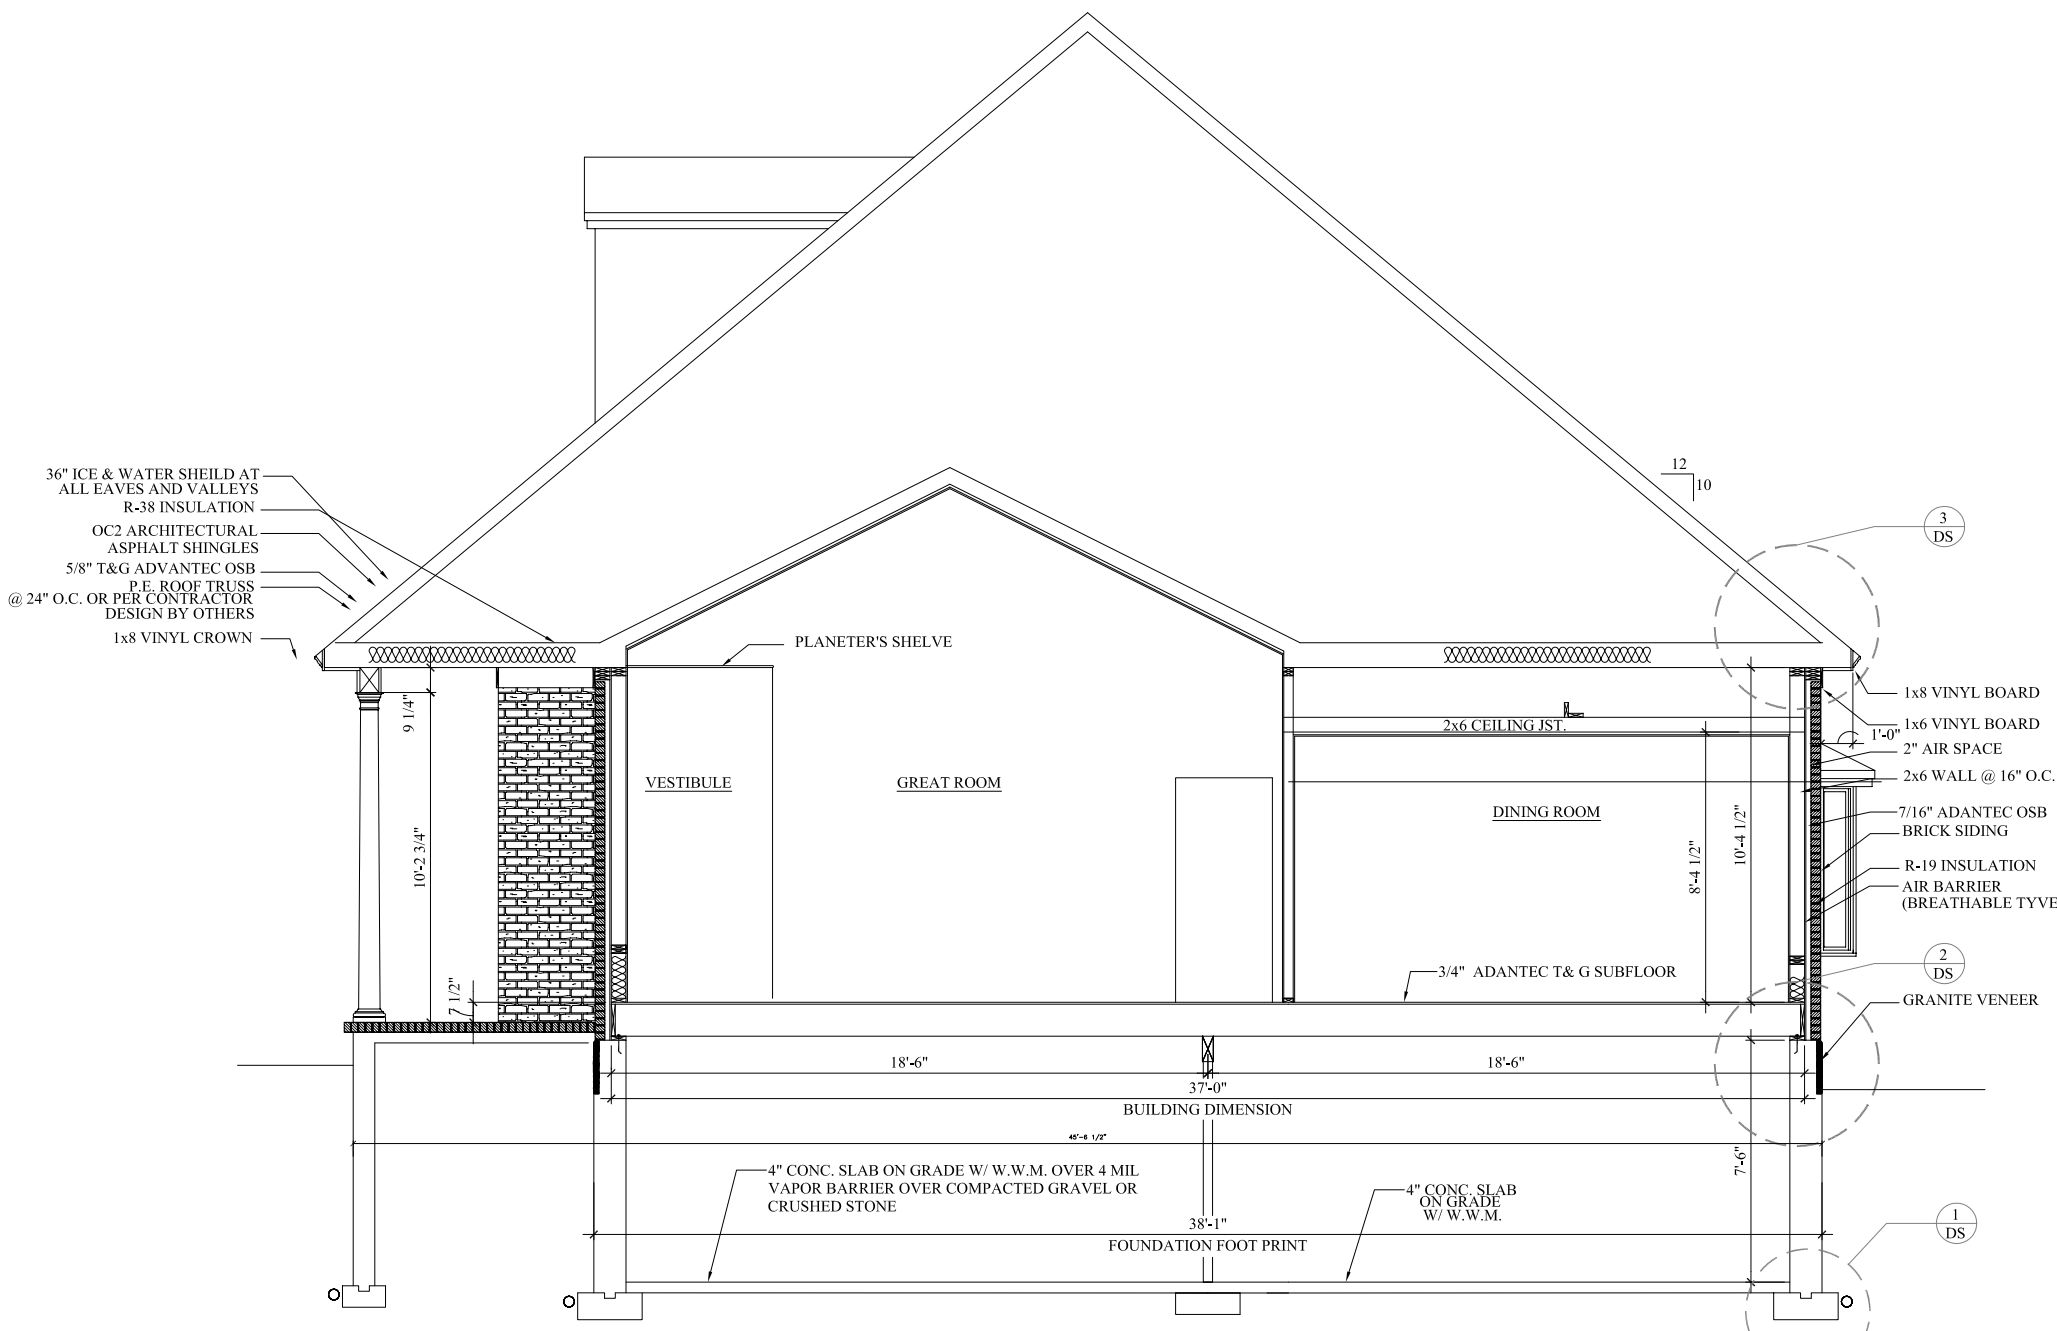 12
10
3
DS
36" ICE & WATER SHEILD AT
ALL EAVES AND VALLEYS
R-38 INSULATION
OC2 ARCHITECTURAL
ASPHALT SHINGLES
5/8" T&G ADVANTEC OSB
P.E. ROOF TRUSS
@ 24" O.C. OR PER CONTRACTOR
DESIGN BY OTHERS
1x8 VINYL CROWN
PLANETER'S SHELVE
9 1/4"
10'-2 3/4"
7 1/2"
VESTIBULE
GREAT ROOM
2x6 CEILING JST.
DINING ROOM
8'-4 1/2"
10'-4 1/2"
3/4" ADANTEC T& G SUBFLOOR
1x8 VINYL BOARD
1x6 VINYL BOARD
1'-0"
2" AIR SPACE
2x6 WALL @ 16" O.C.
7/16" ADANTEC OSB
BRICK SIDING
R-19 INSULATION
AIR BARRIER
(BREATHABLE TYVE
2
DS
GRANITE VENEER
18'-6"
18'-6"
37'-0"
BUILDING DIMENSION
45'-6 1/2"
7'-6"
4" CONC. SLAB ON GRADE W/ W.W.M. OVER 4 MIL
VAPOR BARRIER OVER COMPACTED GRAVEL OR
CRUSHED STONE
4" CONC. SLAB
ON GRADE
W/ W.W.M.
38'-1"
FOUNDATION FOOT PRINT
1
DS